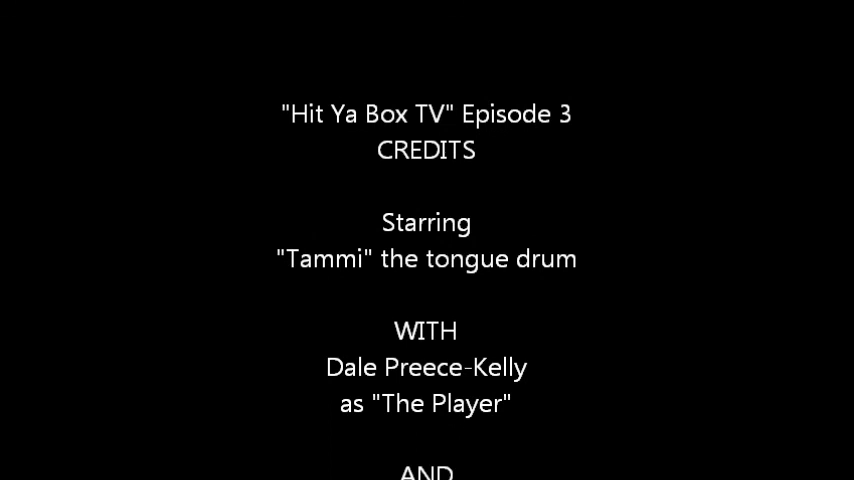 "Hit Ya Box TV" Episode 3
CREDITS
Starring
"Tammi" the tongue drum
WITH
Dale Preece-Kelly
as "The Player"
AND